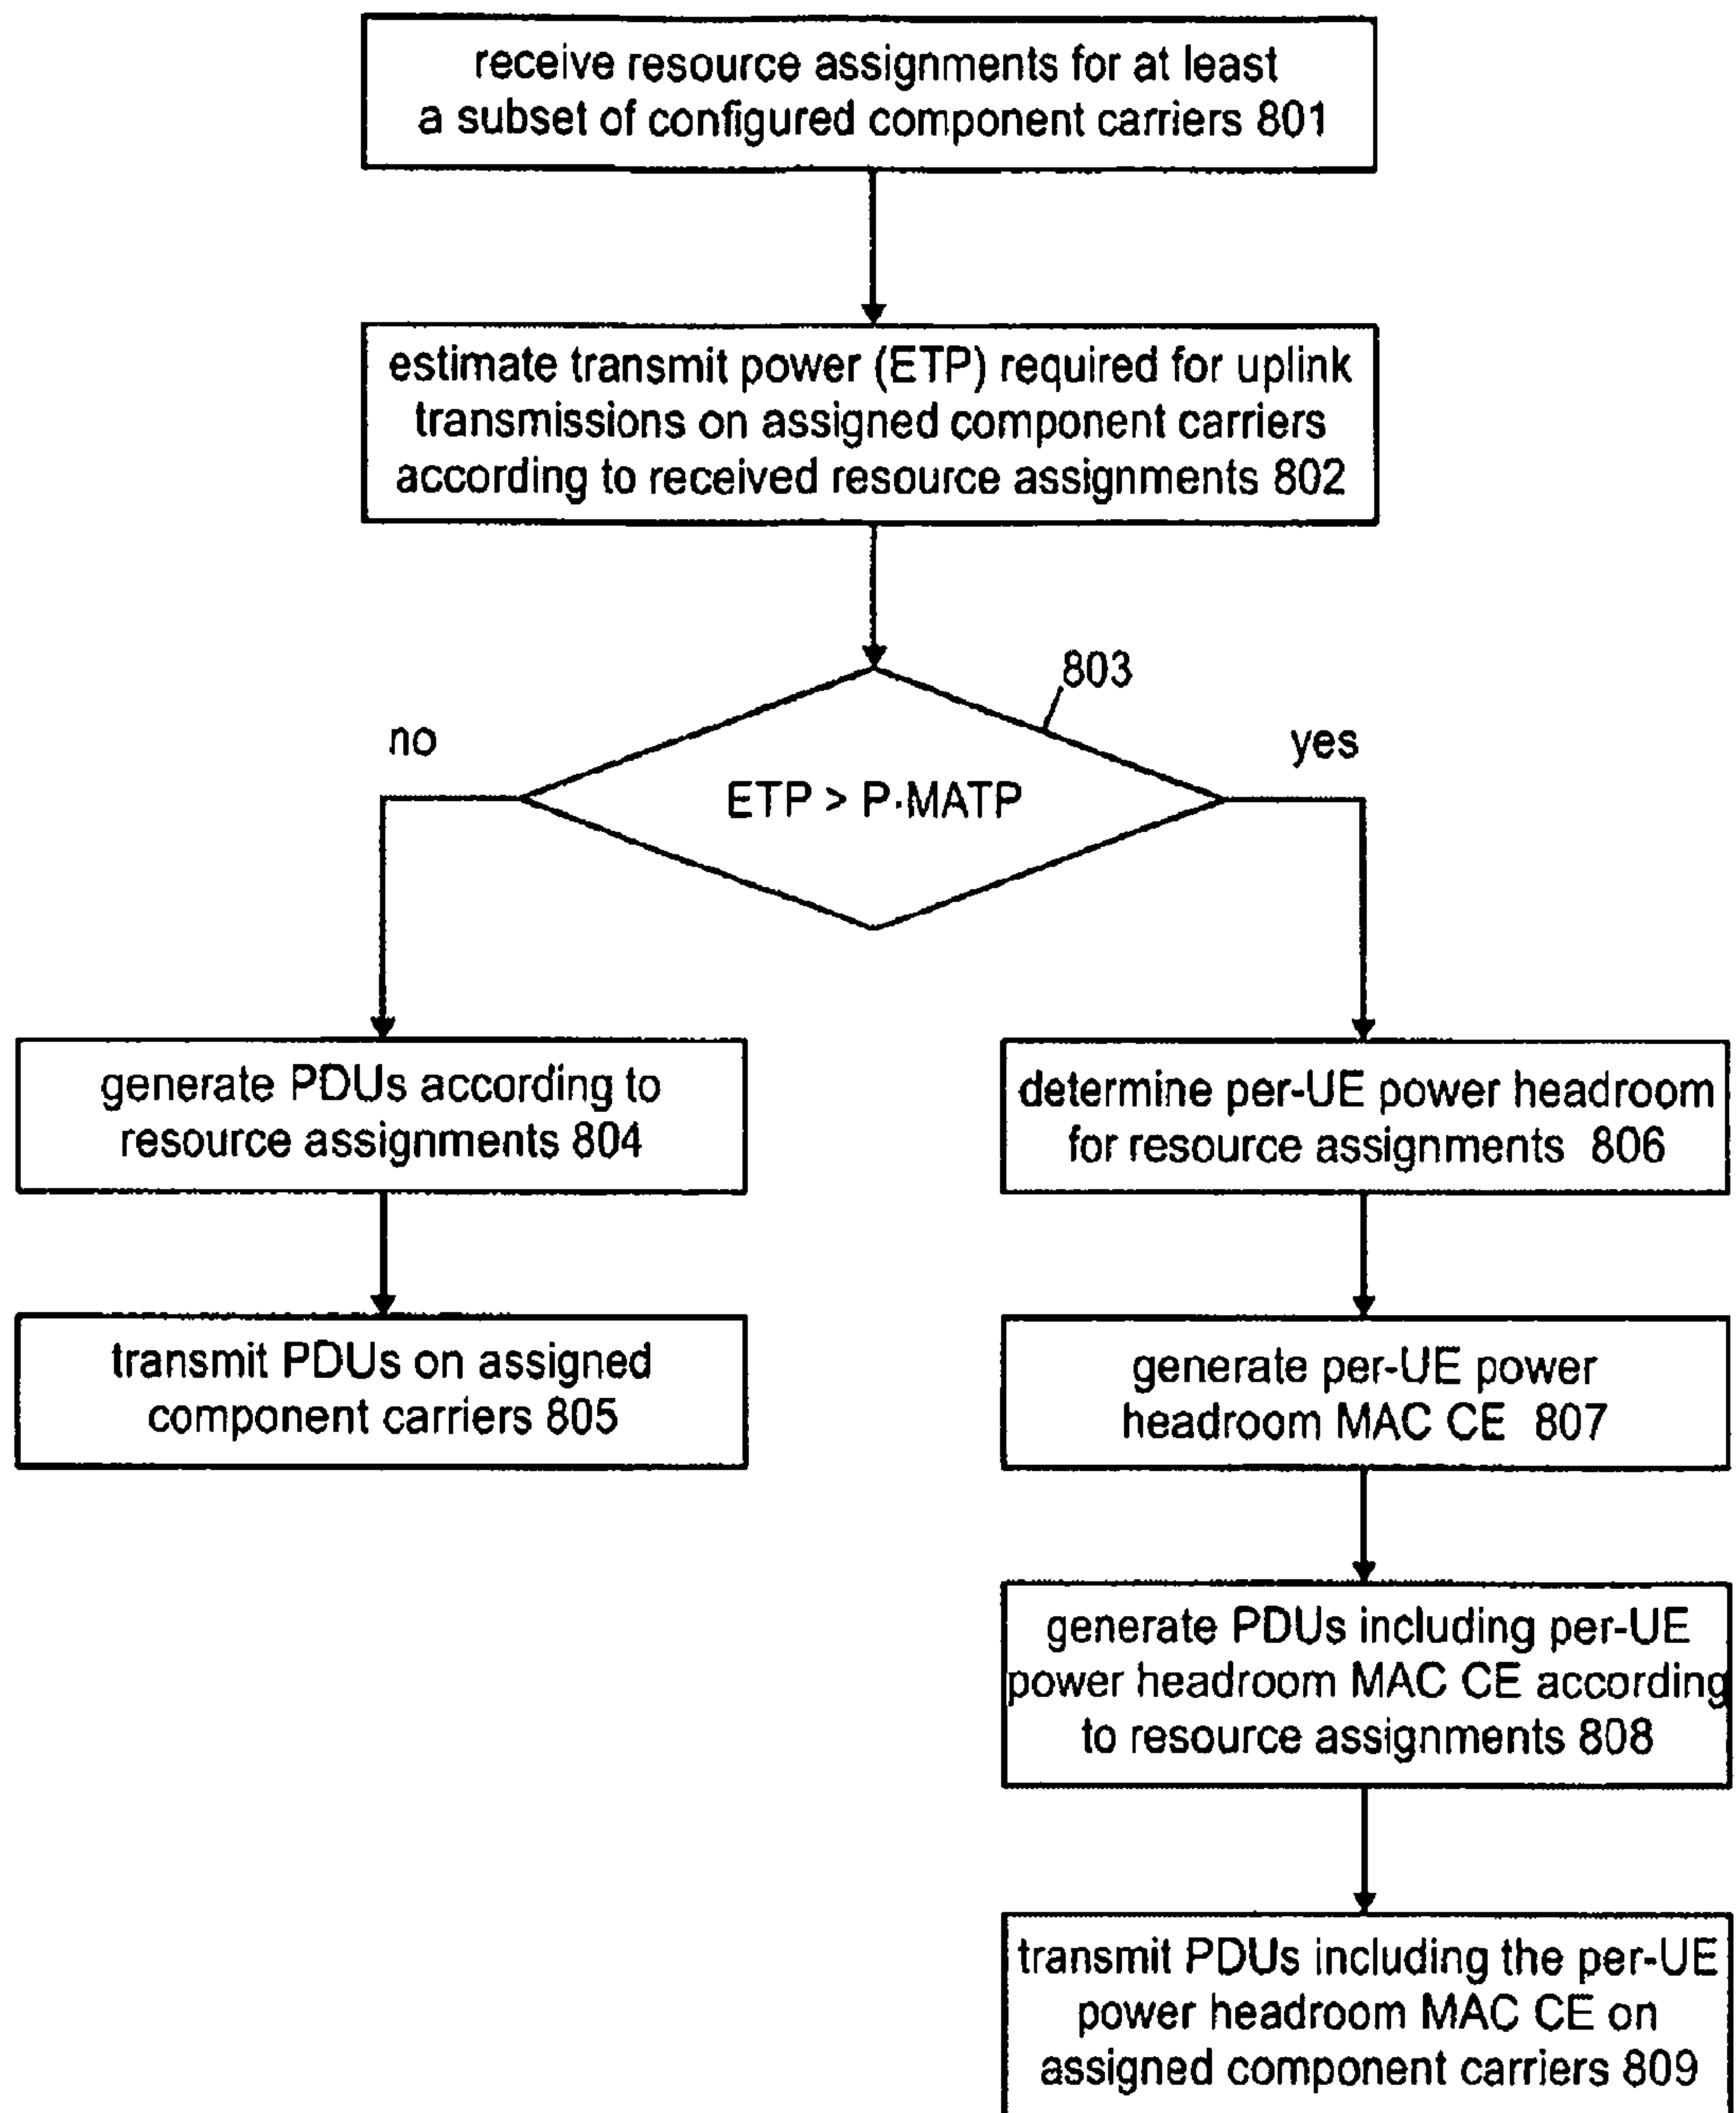 receive resource assignments for at least
a subset of configured component carriers 801
estimate transmit power (ETP) required for uplink
transmissions on assigned component carriers
according to received resource assignments 802
803
no
yes
ETP > P·MATP
generate PDUs according to
resource assignments 804
determine per-UE power headroom
for resource assignments 806
transmit PDUs on assigned
component carriers 805
generate per-UE power
headroom MAC CE 807
generate PDUs including per-UE
power headroom MAC CE according
to resource assignments 808
transmit PDUs including the per-UE
power headroom MAC CE on
assigned component carriers 809